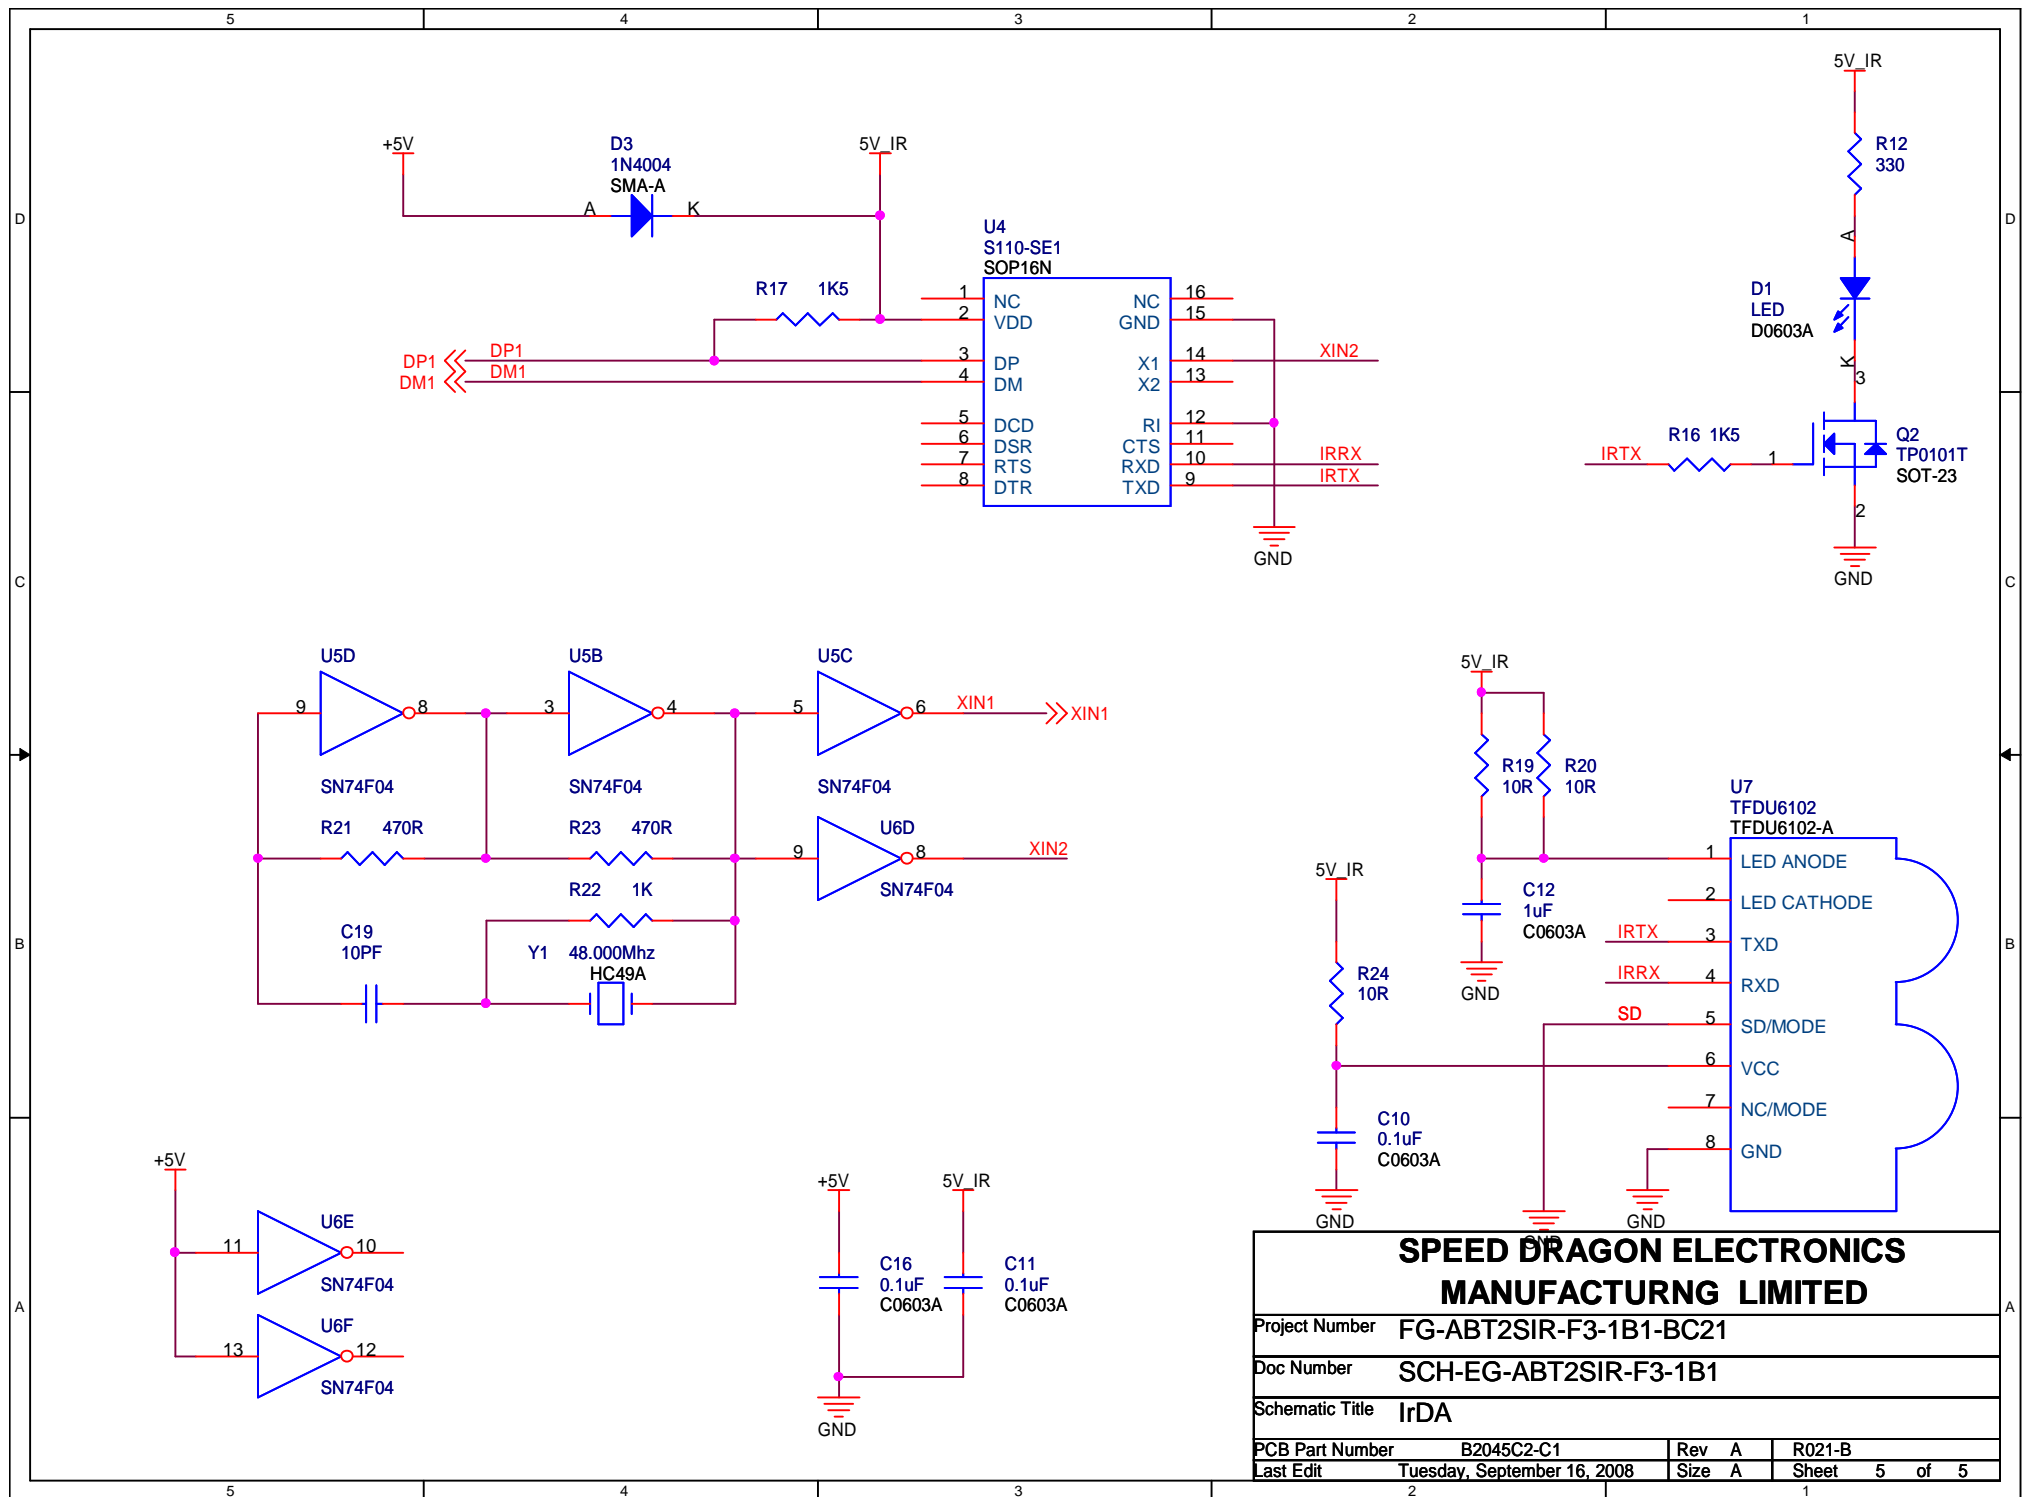 5 4 3 2 1
D
C
B
A
D
C
B
A
5 4 3 2 1
+5V
D3
1N4004
SMA-A
A K
5V_IR
R17 1K5
DP1 DP1
DM1 DM1
U4
S110-SE1
SOP16N
1 NC NC 16
2 VDD GND 15
3 DP X1 14 XIN2
4 DM X2 13
5 DCD RI 12
6 DSR CTS 11
7 RTS RXD 10 IRRX
8 DTR TXD 9 IRTX
GND
5V_IR
R12
330
A
D1
LED
D0603A
K
3
R16 1K5
IRTX 1
Q2
TP0101T
SOT-23
2
GND
U5D U5B U5C
9 8 3 4 5 6 XIN1 XIN1
SN74F04 SN74F04 SN74F04
R21 470R R23 470R U6D
9 8 XIN2
SN74F04
R22 1K
C19
10PF
Y1 48.000Mhz
HC49A
5V_IR
R19
10R
R20
10R
C12
1uF
C0603A
GND
5V_IR
R24
10R
C10
0.1uF
C0603A
GND
GND
GND
U7
TFDU6102
TFDU6102-A
1 LED ANODE
2 LED CATHODE
IRTX 3 TXD
IRRX 4 RXD
SD 5 SD/MODE
6 VCC
7 NC/MODE
8 GND
+5V
U6E
11 10
SN74F04
U6F
13 12
SN74F04
+5V 5V_IR
C16
0.1uF
C0603A
C11
0.1uF
C0603A
GND
SPEED DRAGON ELECTRONICS
MANUFACTURNG LIMITED
Project Number FG-ABT2SIR-F3-1B1-BC21
Doc Number SCH-EG-ABT2SIR-F3-1B1
Schematic Title IrDA
PCB Part Number B2045C2-C1 Rev A R021-B
Last Edit Tuesday, September 16, 2008 Size A Sheet 5 of 5